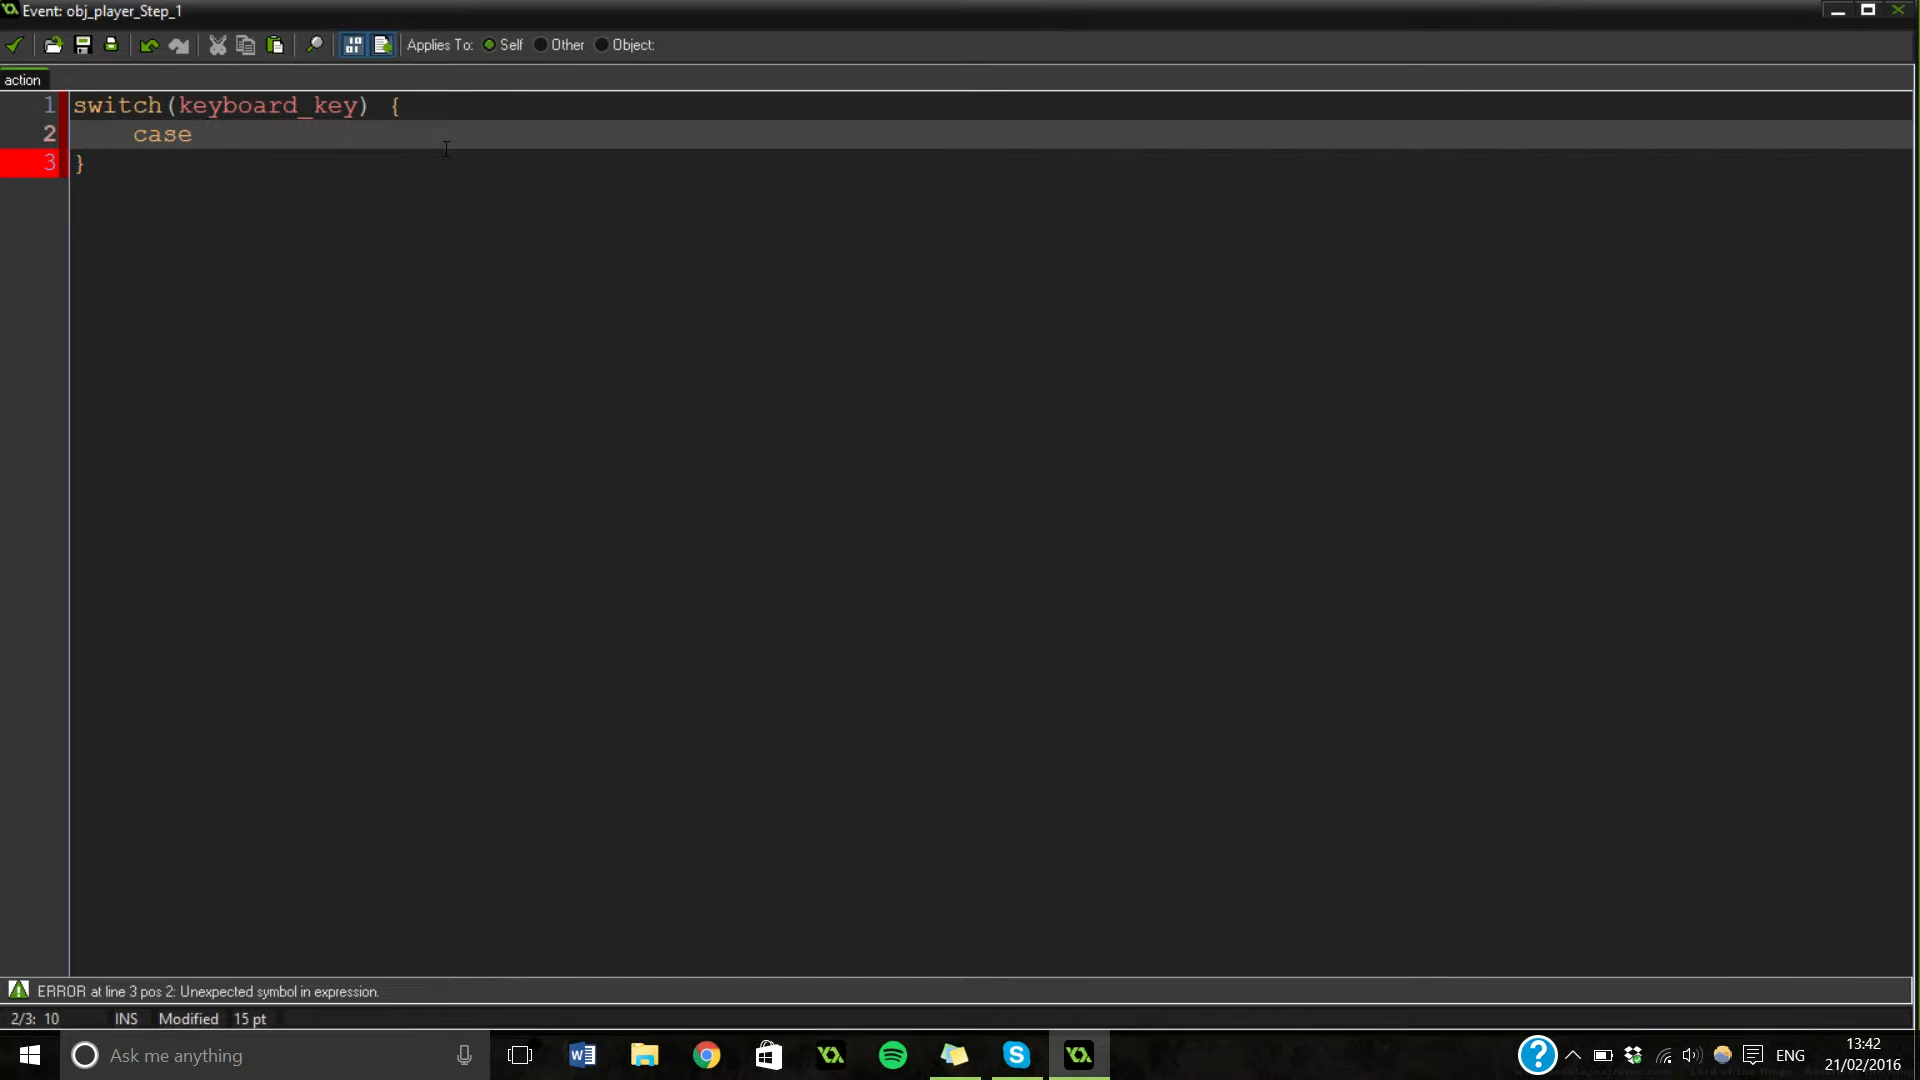 Event: obj_player_Step_1
Applies To: Self Other Object:
action
1 switch(keyboard_key) {
2 case
3 }
ERROR at line 3 pos 2: Unexpected symbol in expression.
2/3: 10 INS Modified 15 pt
Ask me anything
ENG
13:42
21/02/2016